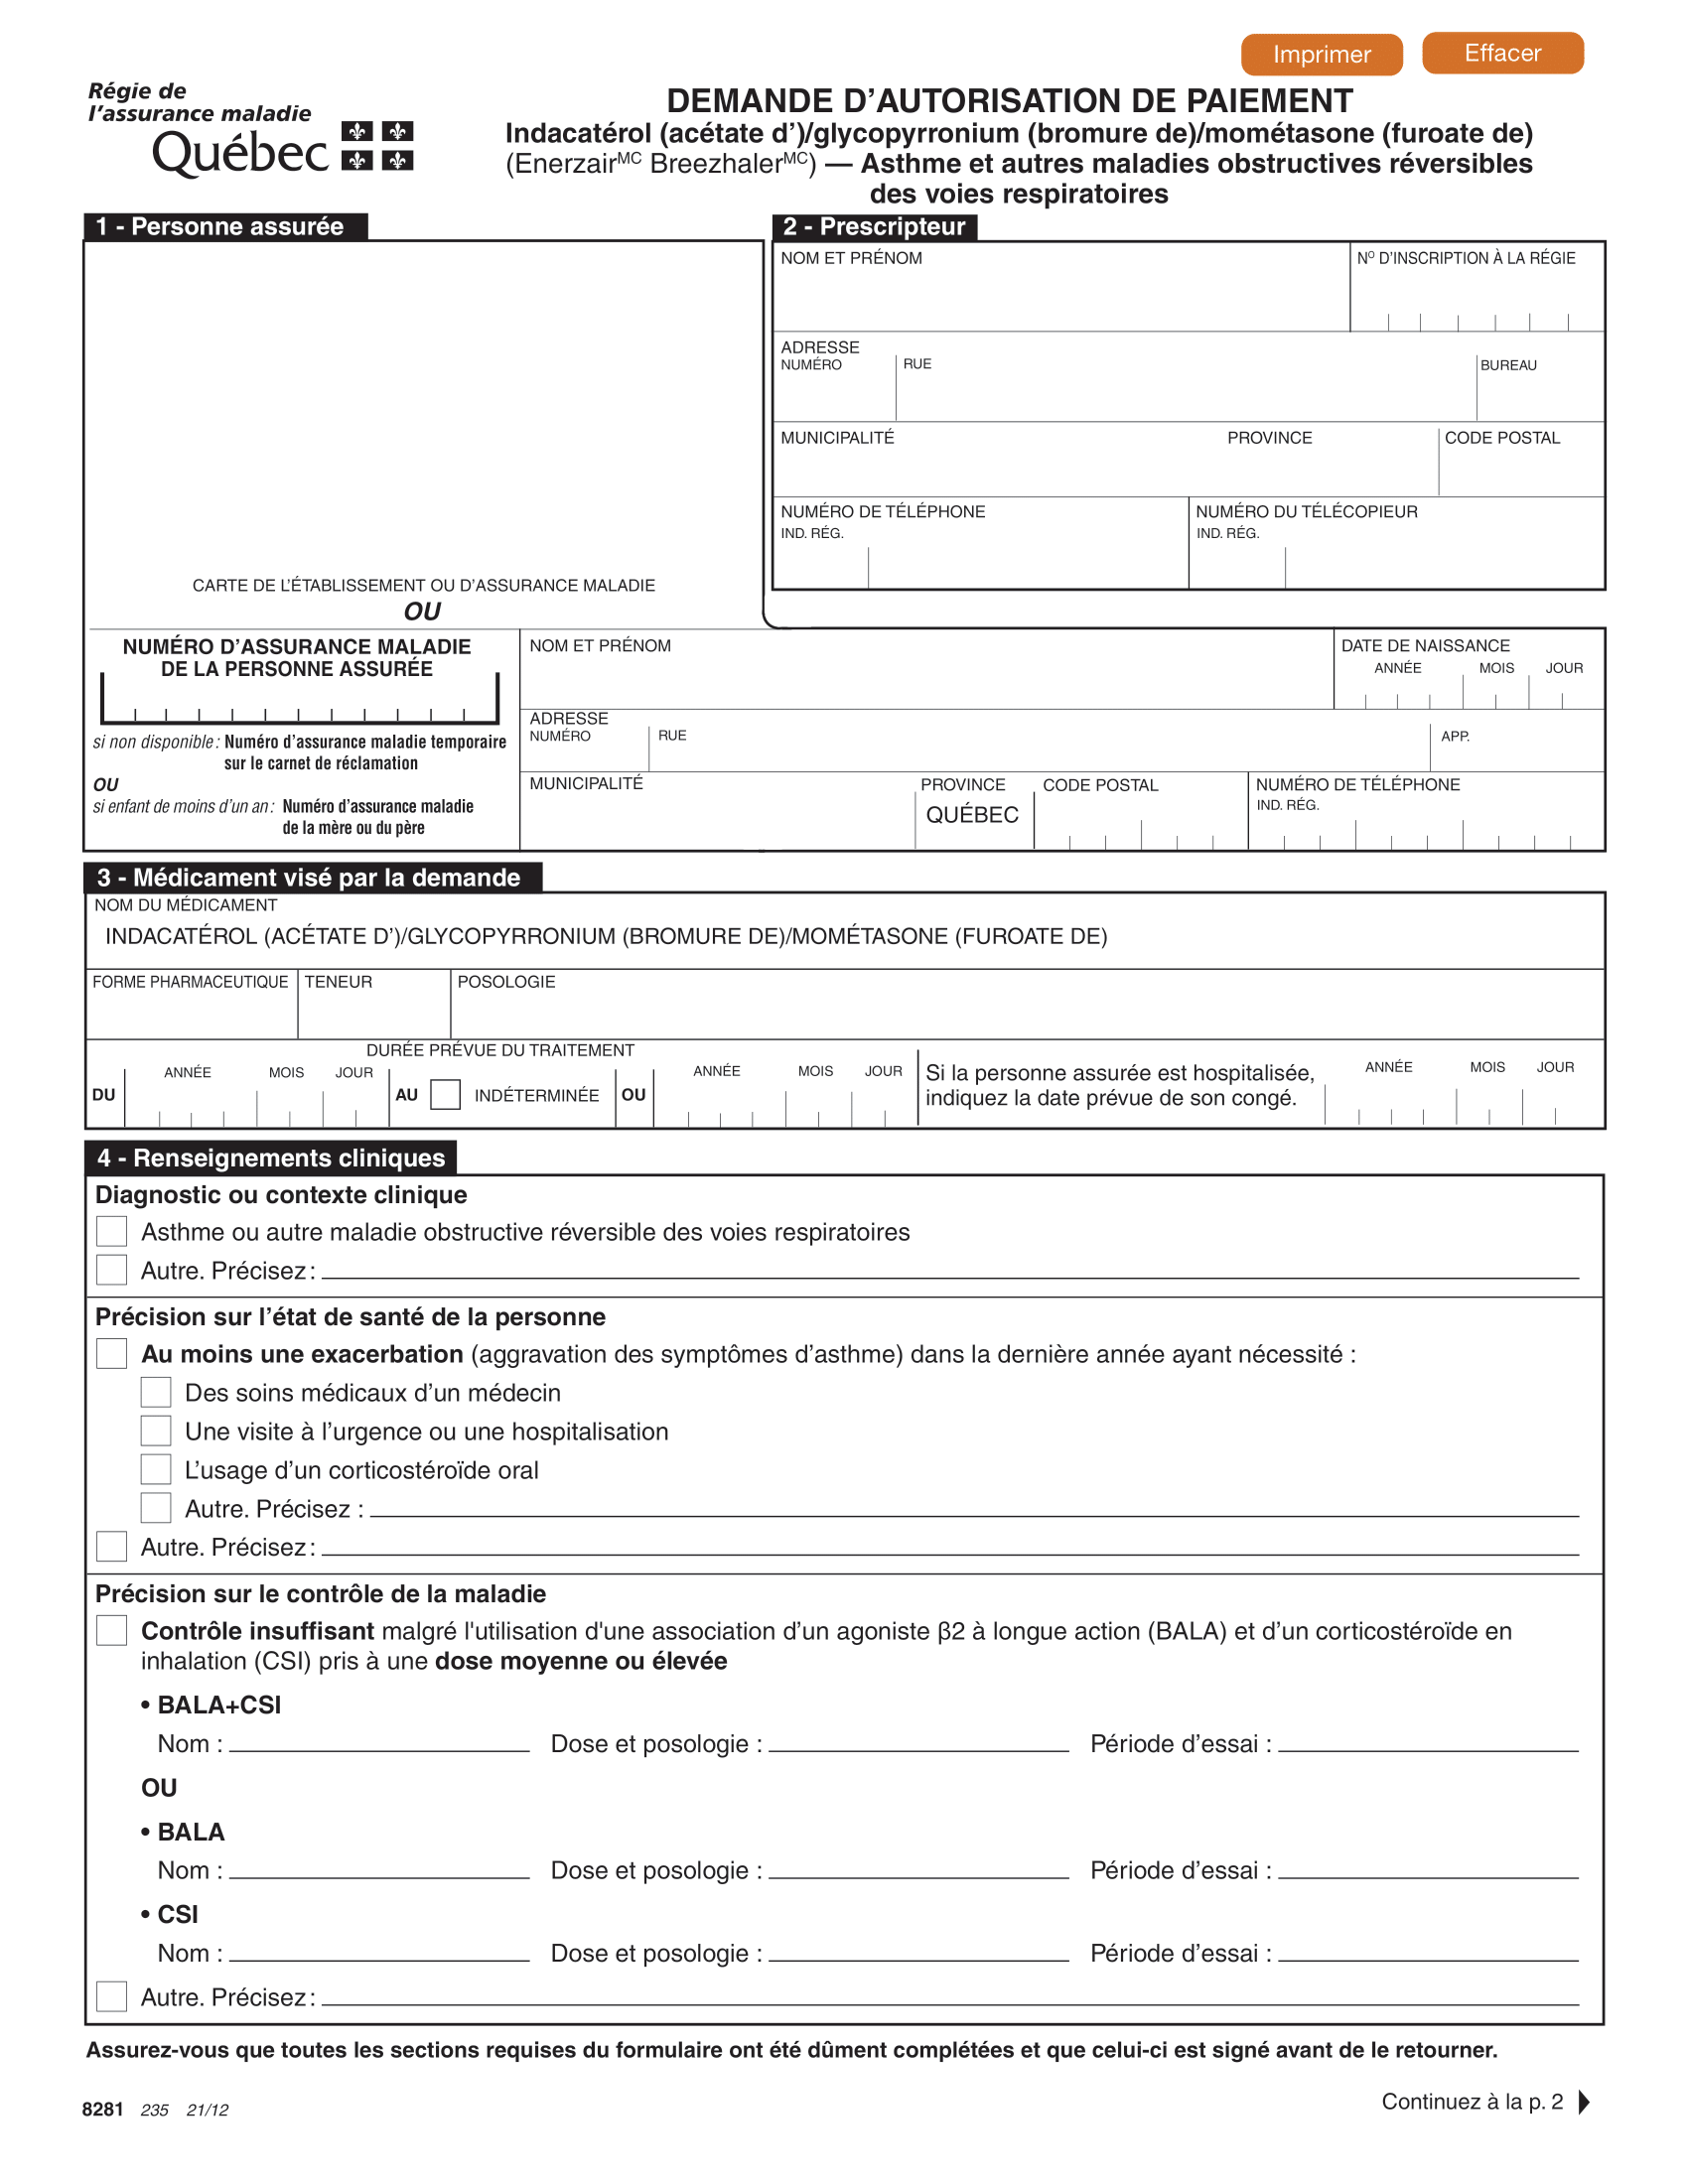 Imprimer
Effacer
Régie de
l'assurance maladie
Québec
DEMANDE D'AUTORISATION DE PAIEMENT
Indacatérol (acétate d')/glycopyrronium (bromure de)/mométasone (furoate de)
(Enerzair^MC Breezhaler^MC) — Asthme et autres maladies obstructives réversibles
des voies respiratoires
1 - Personne assurée
CARTE DE L'ÉTABLISSEMENT OU D'ASSURANCE MALADIE
OU
2 - Prescripteur
NOM ET PRÉNOM
N^O D'INSCRIPTION À LA RÉGIE
ADRESSE
NUMÉRO
RUE
BUREAU
MUNICIPALITÉ
PROVINCE
CODE POSTAL
NUMÉRO DE TÉLÉPHONE
IND. RÉG.
NUMÉRO DU TÉLÉCOPIEUR
IND. RÉG.
NUMÉRO D'ASSURANCE MALADIE
DE LA PERSONNE ASSURÉE
si non disponible : Numéro d'assurance maladie temporaire
sur le carnet de réclamation
OU
si enfant de moins d'un an : Numéro d'assurance maladie
de la mère ou du père
NOM ET PRÉNOM
DATE DE NAISSANCE
ANNÉE MOIS JOUR
ADRESSE
NUMÉRO
RUE
APP.
MUNICIPALITÉ
PROVINCE
QUÉBEC
CODE POSTAL
NUMÉRO DE TÉLÉPHONE
IND. RÉG.
3 - Médicament visé par la demande
NOM DU MÉDICAMENT
INDACATÉROL (ACÉTATE D')/GLYCOPYRRONIUM (BROMURE DE)/MOMÉTASONE (FUROATE DE)
FORME PHARMACEUTIQUE
TENEUR
POSOLOGIE
DURÉE PRÉVUE DU TRAITEMENT
DU
ANNÉE MOIS JOUR
AU
INDÉTERMINÉE
OU
ANNÉE MOIS JOUR
Si la personne assurée est hospitalisée,
indiquez la date prévue de son congé.
ANNÉE MOIS JOUR
4 - Renseignements cliniques
Diagnostic ou contexte clinique
Asthme ou autre maladie obstructive réversible des voies respiratoires
Autre. Précisez :
Précision sur l'état de santé de la personne
Au moins une exacerbation (aggravation des symptômes d'asthme) dans la dernière année ayant nécessité :
Des soins médicaux d'un médecin
Une visite à l'urgence ou une hospitalisation
L'usage d'un corticostéroïde oral
Autre. Précisez :
Autre. Précisez :
Précision sur le contrôle de la maladie
Contrôle insuffisant malgré l'utilisation d'une association d'un agoniste β2 à longue action (BALA) et d'un corticostéroïde en
inhalation (CSI) pris à une dose moyenne ou élevée
• BALA+CSI
Nom : Dose et posologie : Période d'essai :
OU
• BALA
Nom : Dose et posologie : Période d'essai :
• CSI
Nom : Dose et posologie : Période d'essai :
Autre. Précisez :
Assurez-vous que toutes les sections requises du formulaire ont été dûment complétées et que celui-ci est signé avant de le retourner.
8281 235 21/12
Continuez à la p. 2